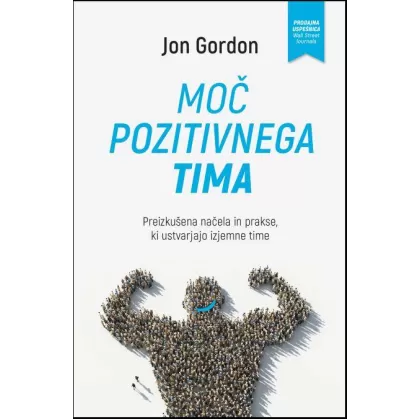 PRODAJNA
USPEŠNICA
Wall Street
Journala
Jon Gordon
MOČ
POZITIVNEGA
TIMA
Preizkušena načela in prakse,
ki ustvarjajo izjemne time